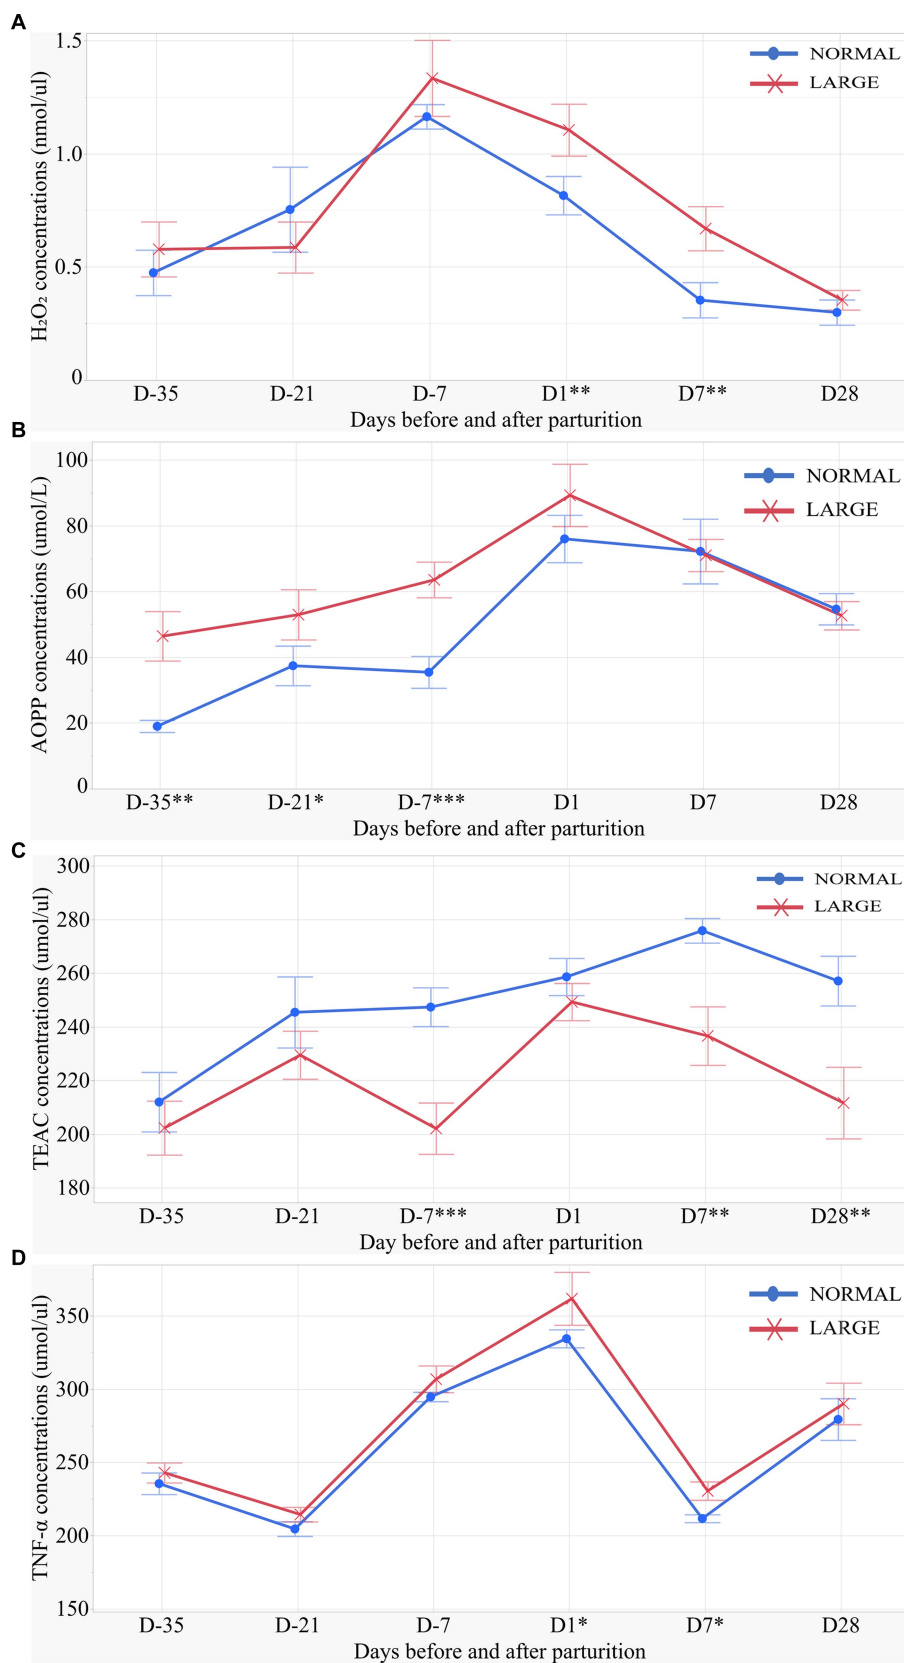 A
H₂O₂ concentrations (nmol/ul)
1.5
1.0
0.5
0
NORMAL
LARGE
D-35 D-21 D-7 D1** D7** D28
Days before and after parturition
B
AOPP concentrations (umol/L)
100
80
60
40
20
0
NORMAL
LARGE
D-35** D-21* D-7*** D1 D7 D28
Days before and after parturition
C
TEAC concentrations (umol/ul)
300
280
260
240
220
200
180
NORMAL
LARGE
D-35 D-21 D-7*** D1 D7** D28**
Day before and after parturition
D
TNF-α concentrations (umol/ul)
350
300
250
200
150
NORMAL
LARGE
D-35 D-21 D-7 D1* D7* D28
Days before and after parturition